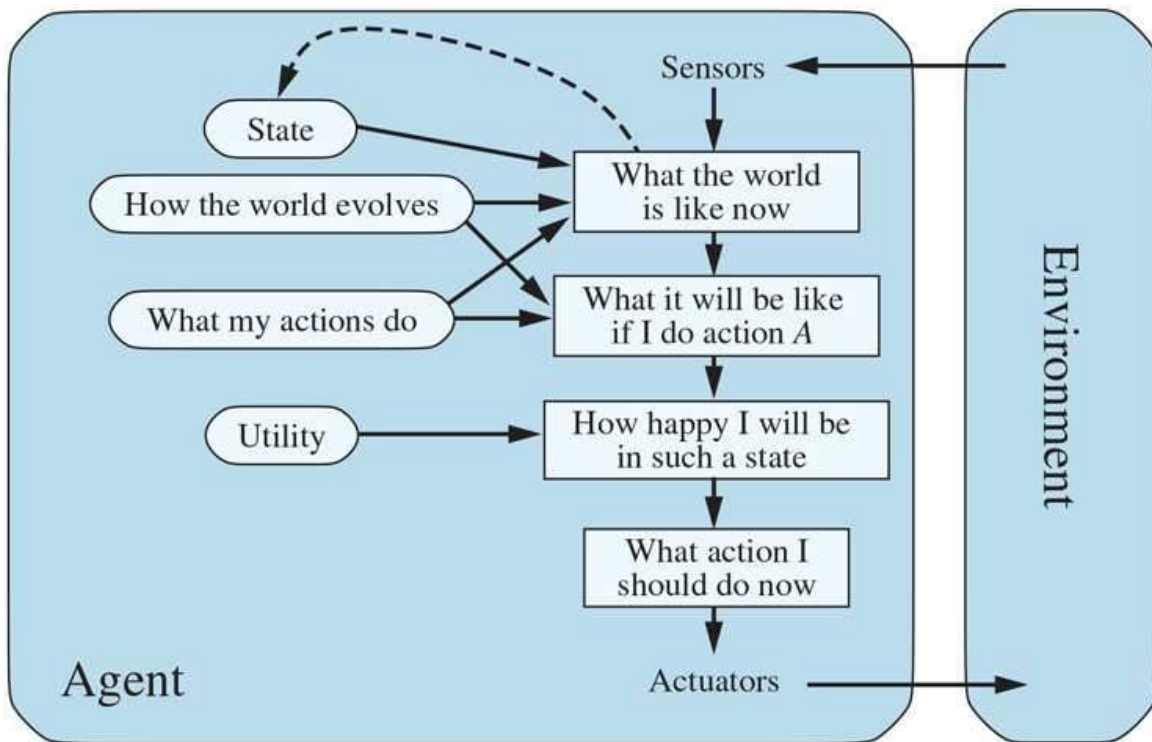 Sensors
State
What the world
is like now
How the world evolves
What it will be like
if I do action A
What my actions do
How happy I will be
in such a state
Utility
What action I
should do now
Agent
Actuators
Environment